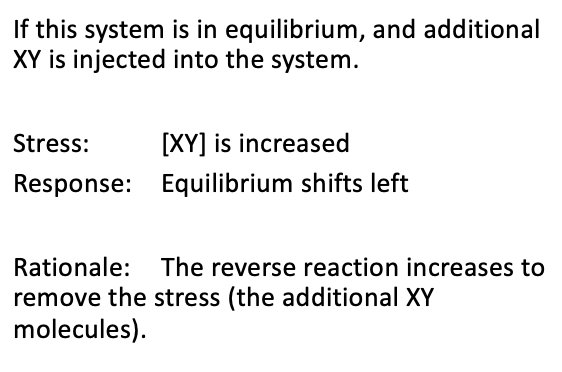 If this system is in equilibrium, and additional
XY is injected into the system.
Stress: [XY] is increased
Response: Equilibrium shifts left
Rationale: The reverse reaction increases to
remove the stress (the additional XY
molecules).